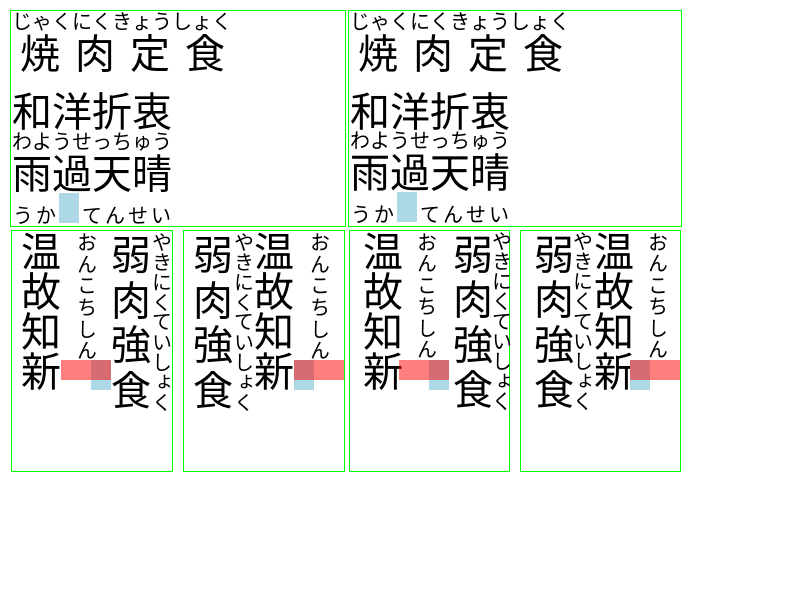 じゃくにくきょうしょく
焼肉定食
和洋折衷
わようせっちゅう
雨過天晴
うか てんせい
じゃくにくきょうしょく
焼肉定食
和洋折衷
わようせっちゅう
雨過天晴
うか てんせい
やきにくていしょく
弱肉強食
おんこちしん
温故知新
弱肉強食
やきにくていしょく
温故知新
おんこちしん
やきにくていしょく
弱肉強食
おんこちしん
温故知新
弱肉強食
やきにくていしょく
温故知新
おんこちしん